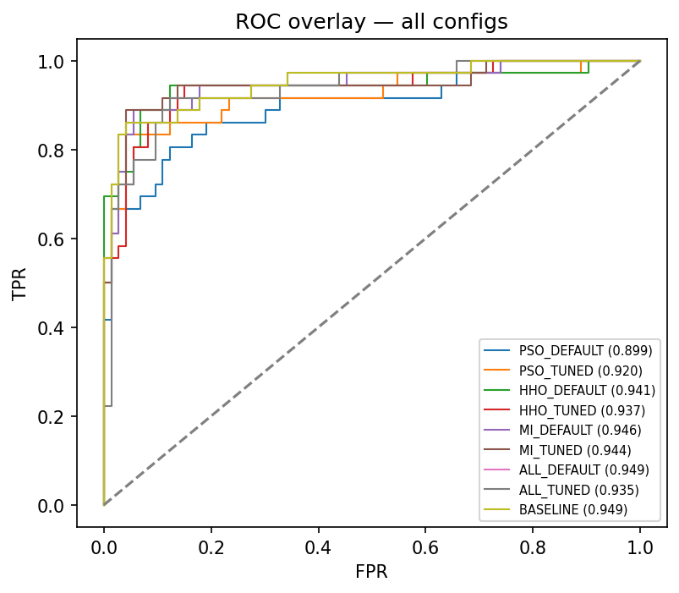 ROC overlay — all configs
1.0
0.8
0.6
0.4
0.2
0.0
TPR
PSO_DEFAULT (0.899)
PSO_TUNED (0.920)
HHO_DEFAULT (0.941)
HHO_TUNED (0.937)
MI_DEFAULT (0.946)
MI_TUNED (0.944)
ALL_DEFAULT (0.949)
ALL_TUNED (0.935)
BASELINE (0.949)
0.0 0.2 0.4 0.6 0.8 1.0
FPR